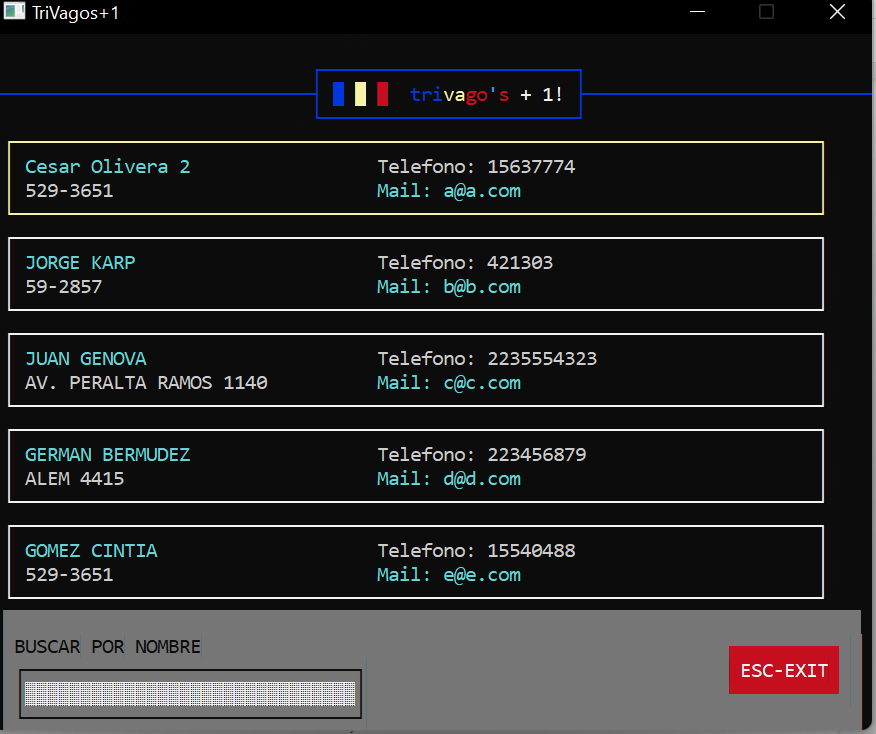 TriVagos+1
trivago's + 1!
Cesar Olivera 2 Telefono: 15637774
529-3651 Mail: a@a.com
JORGE KARP Telefono: 421303
59-2857 Mail: b@b.com
JUAN GENOVA Telefono: 2235554323
AV. PERALTA RAMOS 1140 Mail: c@c.com
GERMAN BERMUDEZ Telefono: 223456879
ALEM 4415 Mail: d@d.com
GOMEZ CINTIA Telefono: 15540488
529-3651 Mail: e@e.com
BUSCAR POR NOMBRE
ESC-EXIT